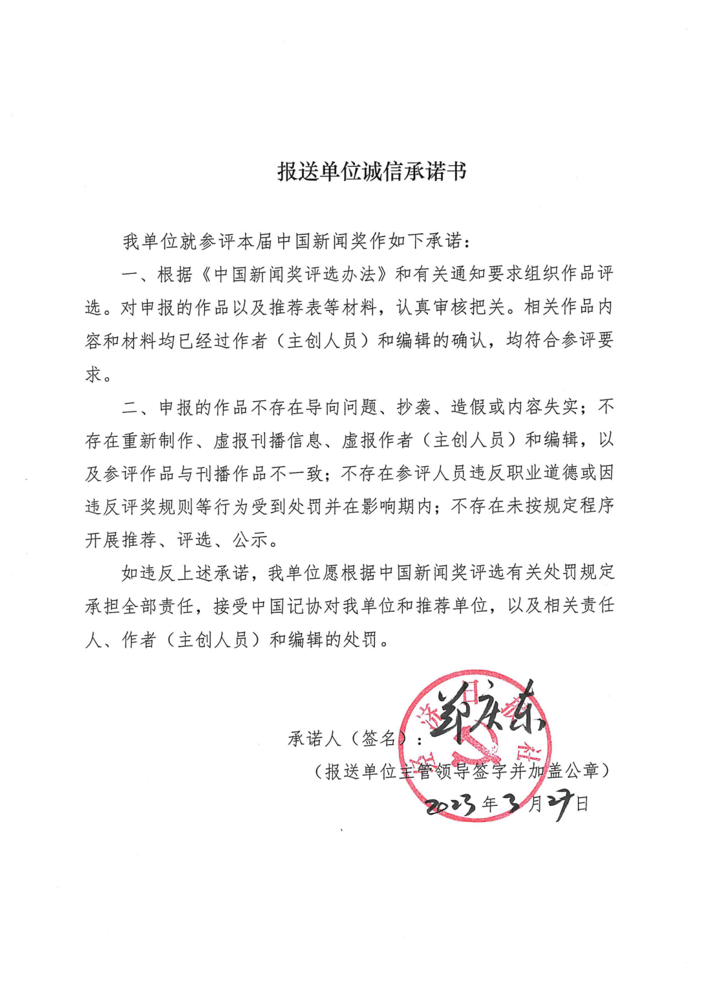 报送单位诚信承诺书
我单位就参评本届中国新闻奖作如下承诺：
一、根据《中国新闻奖评选办法》和有关通知要求组织作品评
选。对申报的作品以及推荐表等材料，认真审核把关。相关作品内
容和材料均已经过作者（主创人员）和编辑的确认，均符合参评要
求。
二、申报的作品不存在导向问题、抄袭、造假或内容失实；不
存在重新制作、虚报刊播信息、虚报作者（主创人员）和编辑，以
及参评作品与刊播作品不一致；不存在参评人员违反职业道德或因
违反评奖规则等行为受到处罚并在影响期内；不存在未按规定程序
开展推荐、评选、公示。
如违反上述承诺，我单位愿根据中国新闻奖评选有关处罚规定
承担全部责任，接受中国记协对我单位和推荐单位，以及相关责任
人、作者（主创人员）和编辑的处罚。
经济日报社
承诺人（签名）：郑庆东
（报送单位主管领导签字并加盖公章）
2023年3月27日